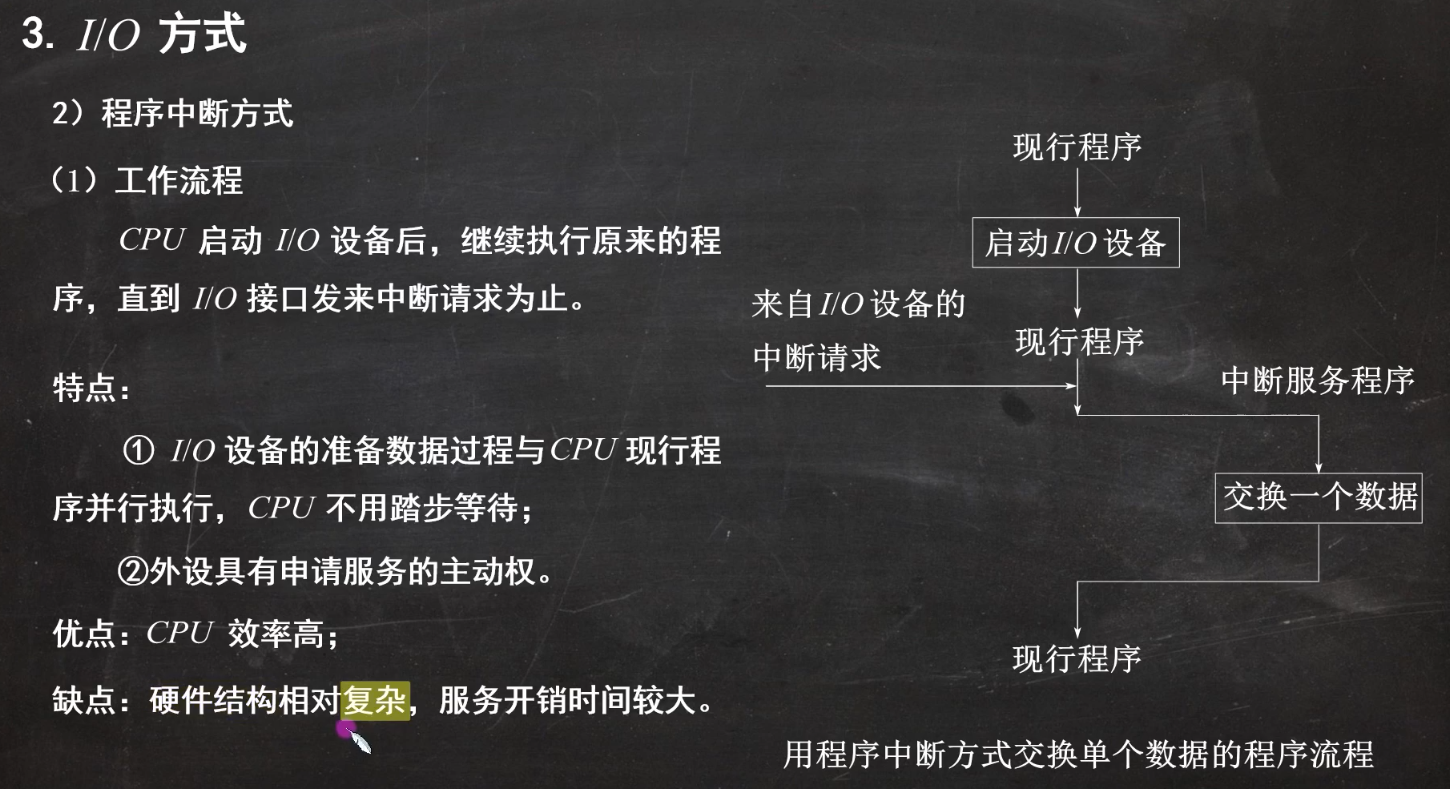 3. I/O 方式
2）程序中断方式
（1）工作流程
CPU 启动 I/O 设备后，继续执行原来的程
序，直到 I/O 接口发来中断请求为止。
特点：
① I/O 设备的准备数据过程与CPU 现行程
序并行执行，CPU 不用踏步等待；
②外设具有申请服务的主动权。
优点：CPU 效率高；
缺点：硬件结构相对复杂，服务开销时间较大。
现行程序
启动I/O 设备
来自I/O 设备的
中断请求
现行程序
中断服务程序
交换一个数据
现行程序
用程序中断方式交换单个数据的程序流程